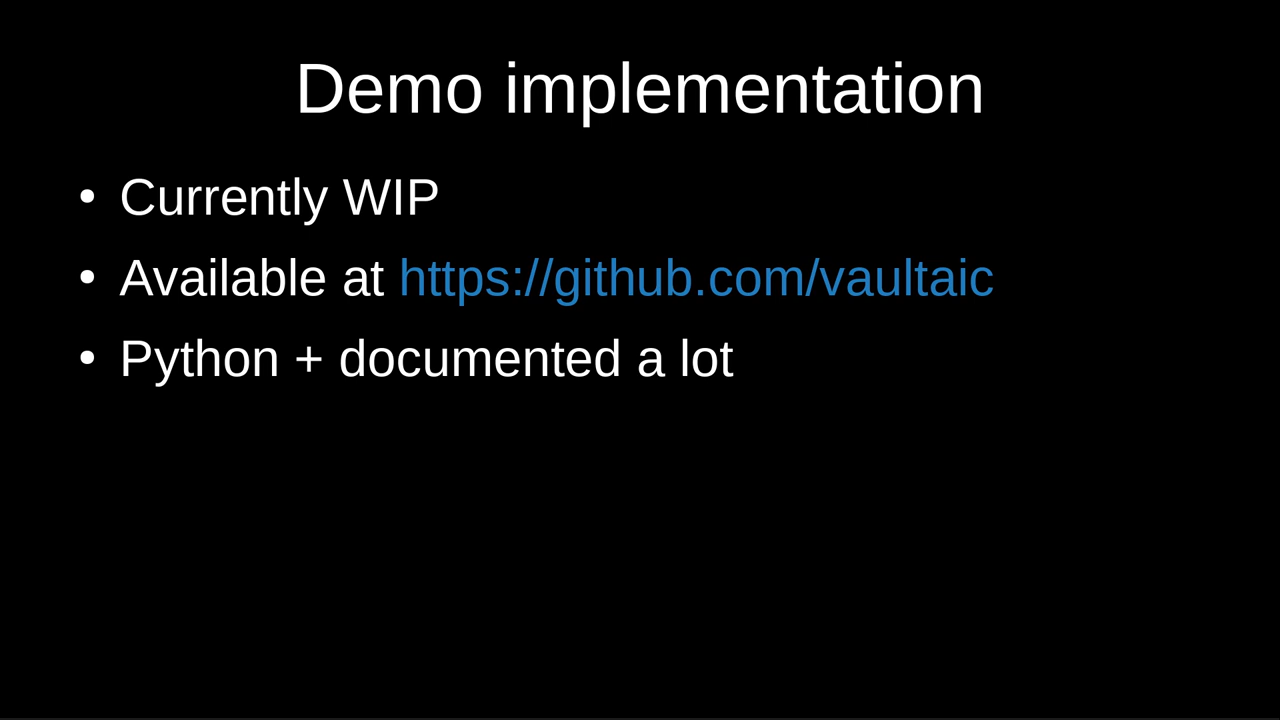 Demo implementation
• Currently WIP
• Available at https://github.com/vaultaic
• Python + documented a lot